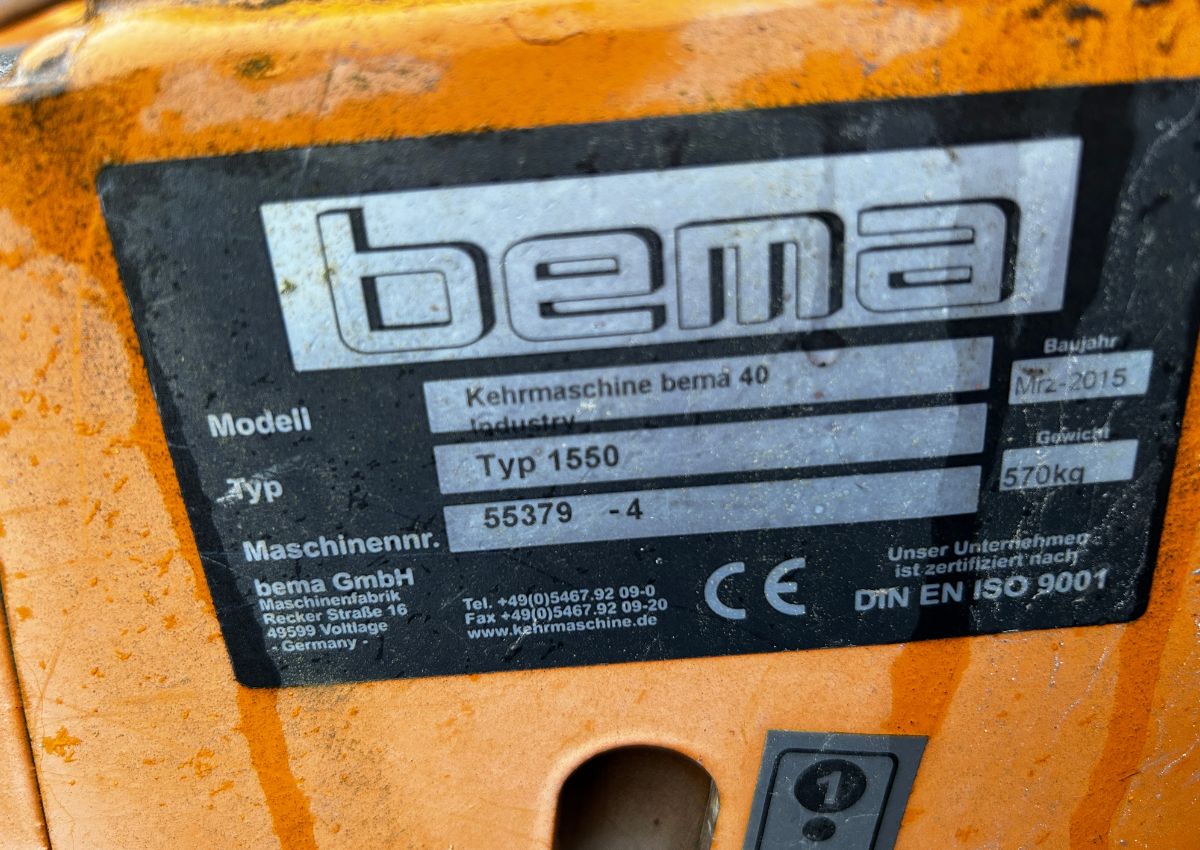 bema
Modell
Kehrmaschine bema 40
Industry
Baujahr
Mrz-2015
Typ
Typ 1550
Gewicht
570kg
Maschinennr.
55379 -4
bema GmbH
Maschinenfabrik
Recker Straße 16
49599 Voltlage
- Germany -
Tel. +49(0)5467.92 09-0
Fax +49(0)5467.92 09-20
www.kehrmaschine.de
CE
Unser Unternehmen
ist zertifiziert nach
DIN EN ISO 9001
1